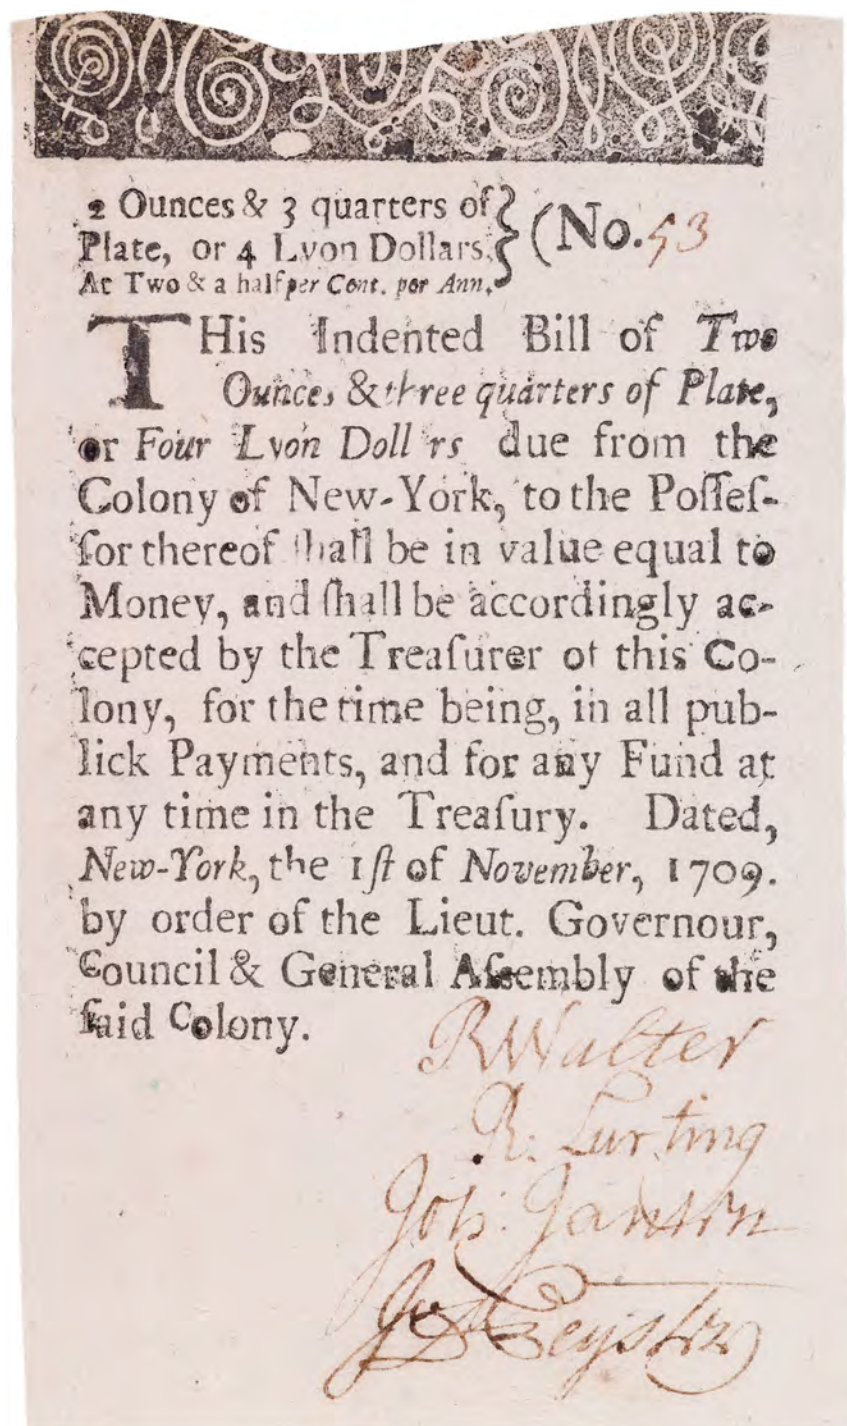 2 Ounces & 3 quarters of
Plate, or 4 Lyon Dollars.
At Two & a half per Cent. per Ann.
(No. 53
THis Indented Bill of Two
Ounces & three quarters of Plate,
or Four Lyon Doll rs due from the
Colony of New-York, to the Poſſeſ-
ſor thereof ſhall be in value equal to
Money, and ſhall be accordingly ac-
cepted by the Treaſurer of this Co-
lony, for the time being, in all pub-
lick Payments, and for any Fund at
any time in the Treaſury. Dated,
New-York, the 1ſt of November, 1709.
by order of the Lieut. Governour,
Council & General Aſſembly of the
ſaid Colony.
RWalter
R: Lurting
Joh: Jansen